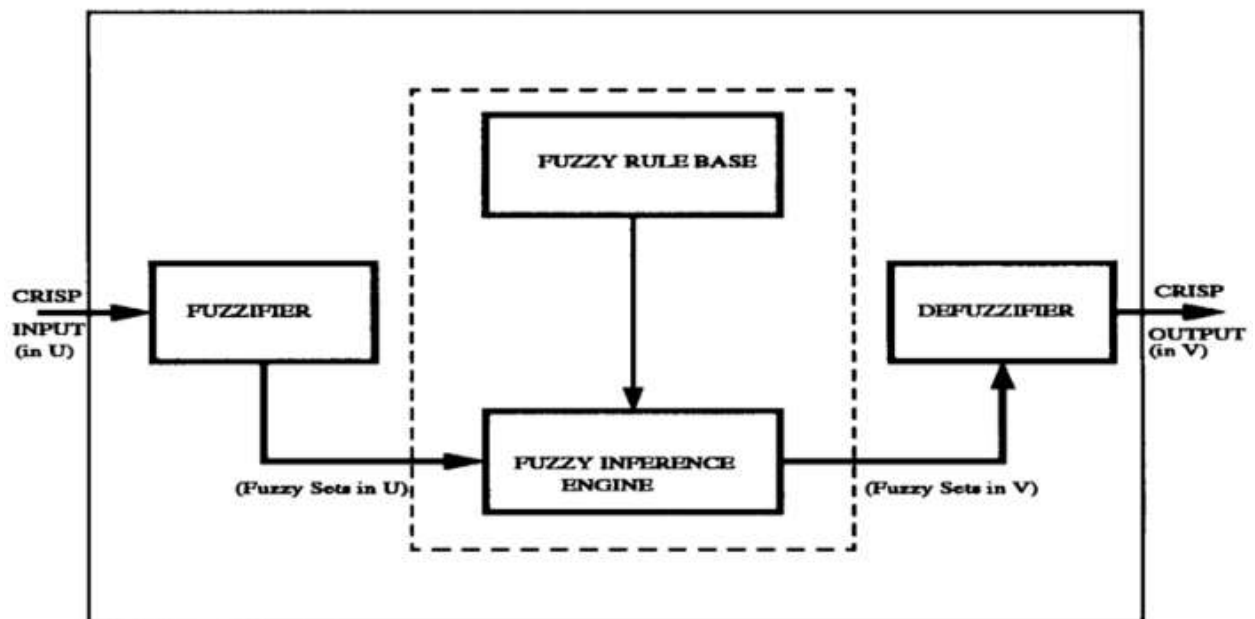 FUZZY RULE BASE
CRISP
INPUT
(in U)
FUZZIFIER
DEFUZZIFIER
CRISP
OUTPUT
(in V)
(Fuzzy Sets in U)
FUZZY INFERENCE
ENGINE
(Fuzzy Sets in V)